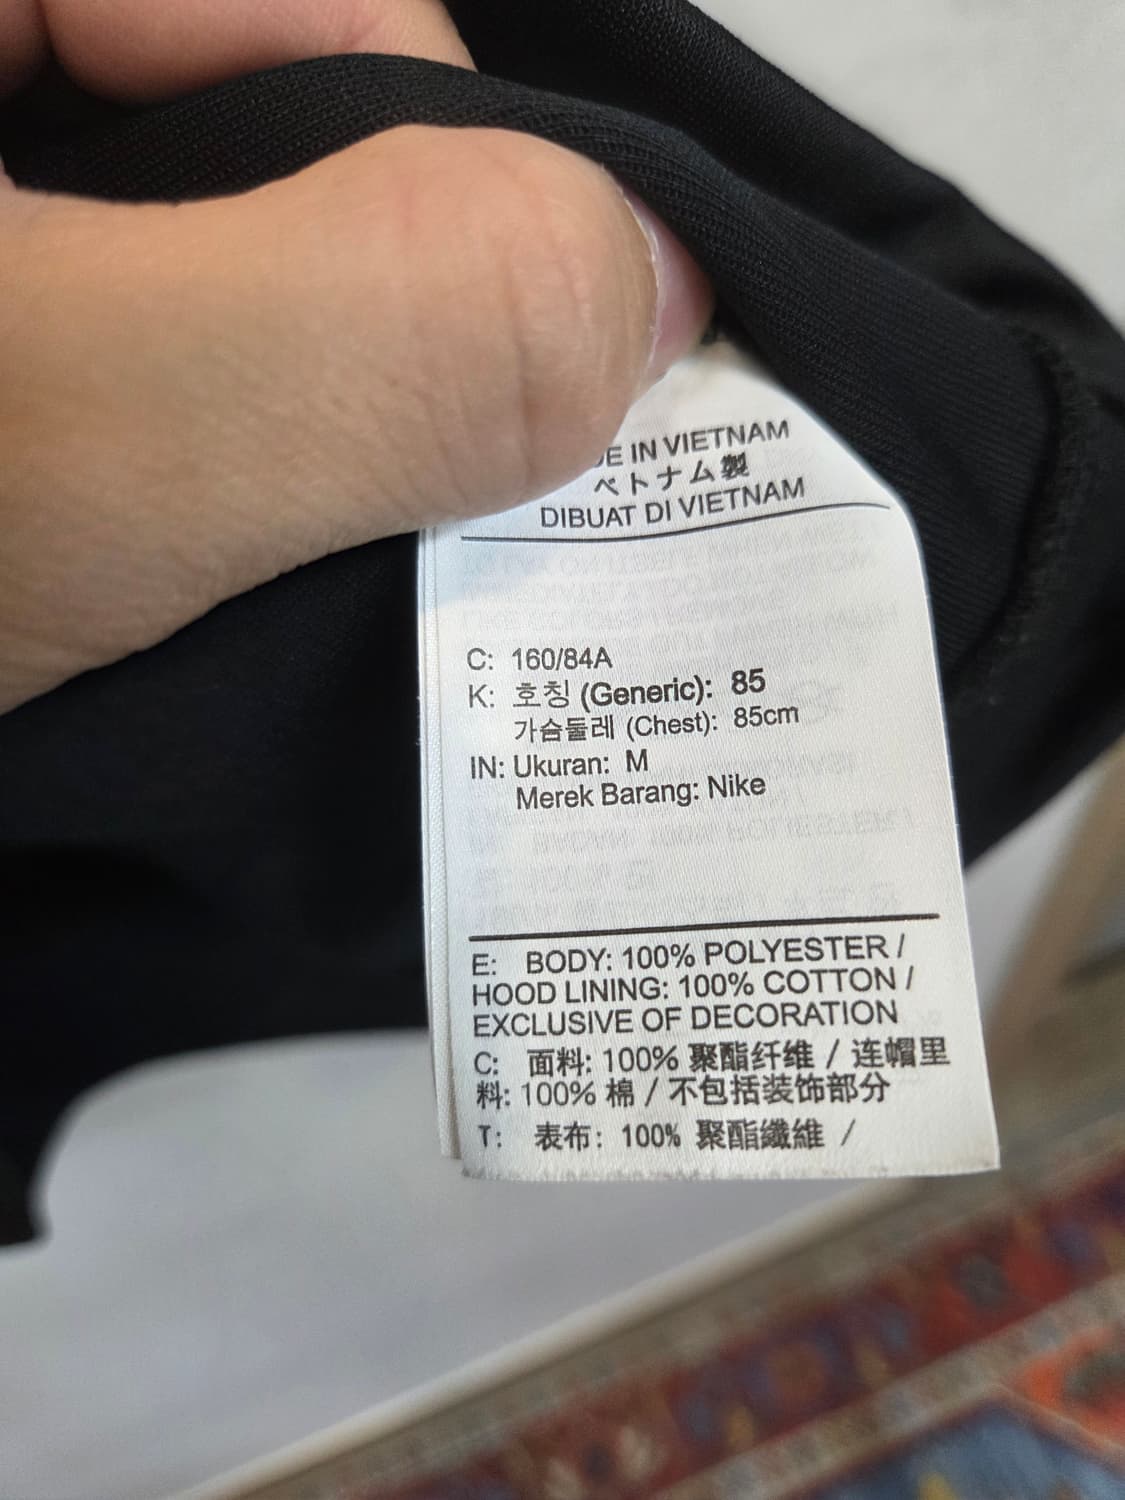 IN VIETNAM
ベトナム製
DIBUAT DI VIETNAM
C: 160/84A
K: 호칭 (Generic): 85
가슴둘레 (Chest): 85cm
IN: Ukuran: M
Merek Barang: Nike
E: BODY: 100% POLYESTER /
HOOD LINING: 100% COTTON /
EXCLUSIVE OF DECORATION
C: 面料: 100% 聚酯纤维 / 连帽里
料: 100% 棉 / 不包括装饰部分
T: 表布: 100% 聚酯纖維 /